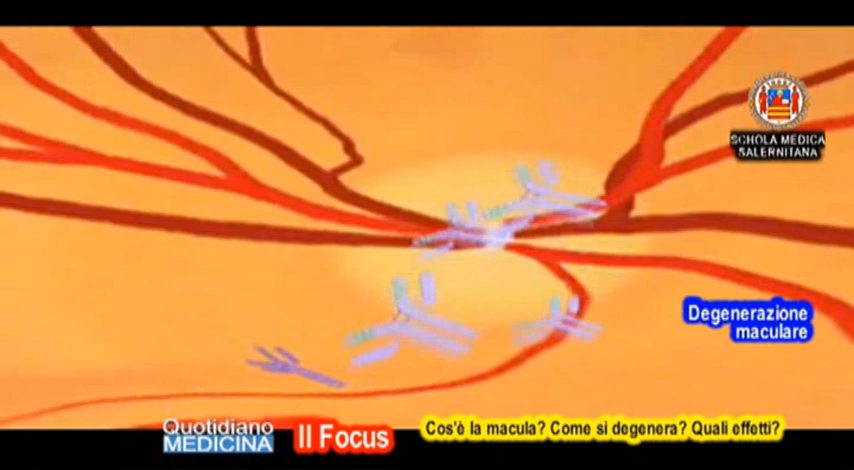 SCHOLA MEDICA
SALERNITANA
Degenerazione
maculare
Quotidiano
MEDICINA
Il Focus
Cos'è la macula? Come si degenera? Quali effetti?